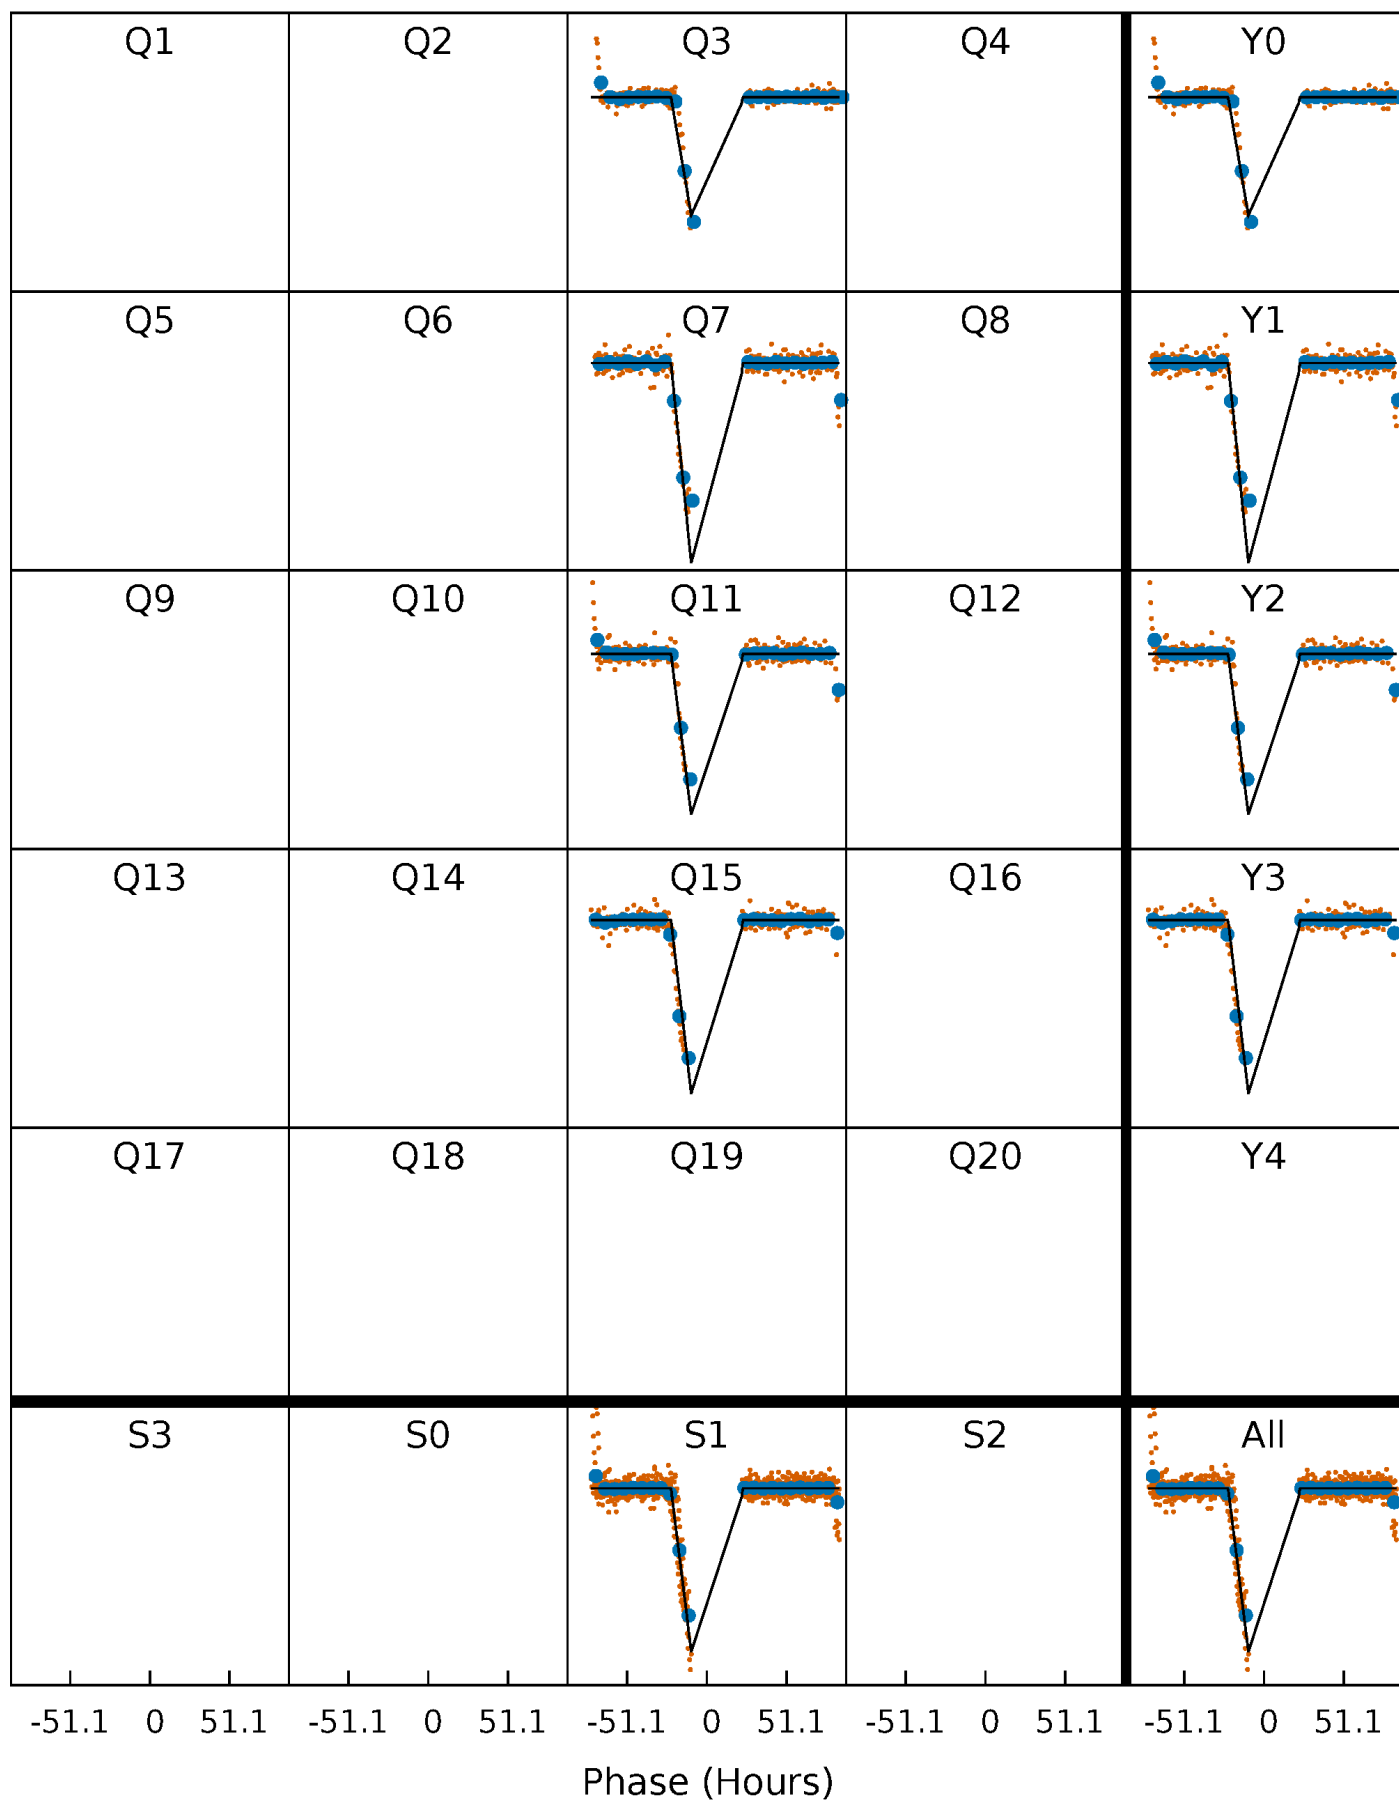 Q1 Q2 Q3 Q4 Y0
Q5 Q6 Q7 Q8 Y1
Q9 Q10 Q11 Q12 Y2
Q13 Q14 Q15 Q16 Y3
Q17 Q18 Q19 Q20 Y4
S3 S0 S1 S2 All
-51.1 0 51.1 -51.1 0 51.1 -51.1 0 51.1 -51.1 0 51.1 -51.1 0 51.1
Phase (Hours)